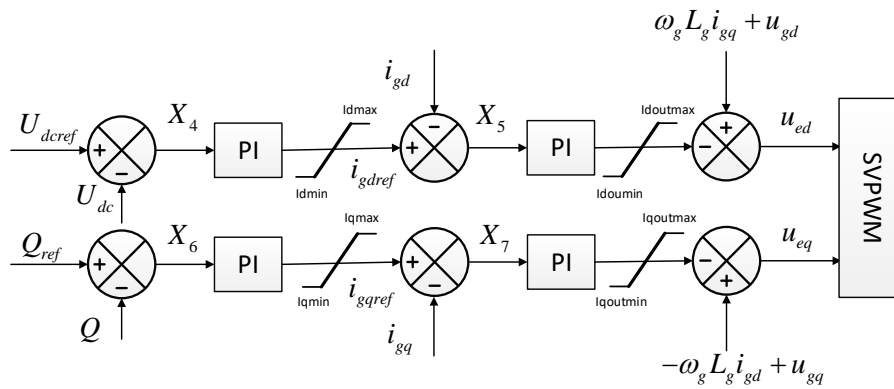 ω_g L_g i_gq + u_gd
i_gd
U_dcref
+
−
X_4
PI
Idmax
Idmin
i_gdref
+
−
X_5
PI
Idoutmax
Idoumin
−
+
u_ed
SVPWM
U_dc
Q_ref
+
−
X_6
PI
Iqmax
Iqmin
i_gqref
+
−
X_7
PI
Iqoutmax
Iqoutmin
−
+
u_eq
Q
i_gq
−ω_g L_g i_gd + u_gq